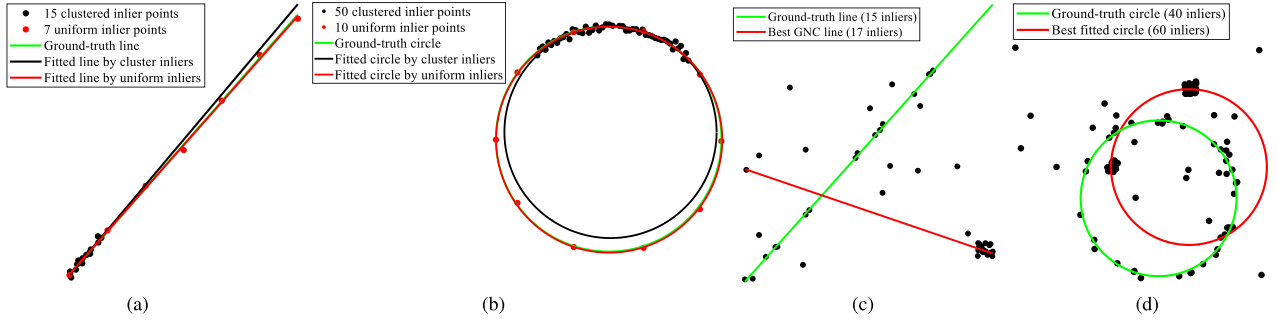 15 clustered inlier points
7 uniform inlier points
Ground-truth line
Fitted line by cluster inliers
Fitted line by uniform inliers
(a)
50 clustered inlier points
10 uniform inlier points
Ground-truth circle
Fitted circle by cluster inliers
Fitted circle by uniform inliers
(b)
Ground-truth line (15 inliers)
Best GNC line (17 inliers)
(c)
Ground-truth circle (40 inliers)
Best fitted circle (60 inliers)
(d)